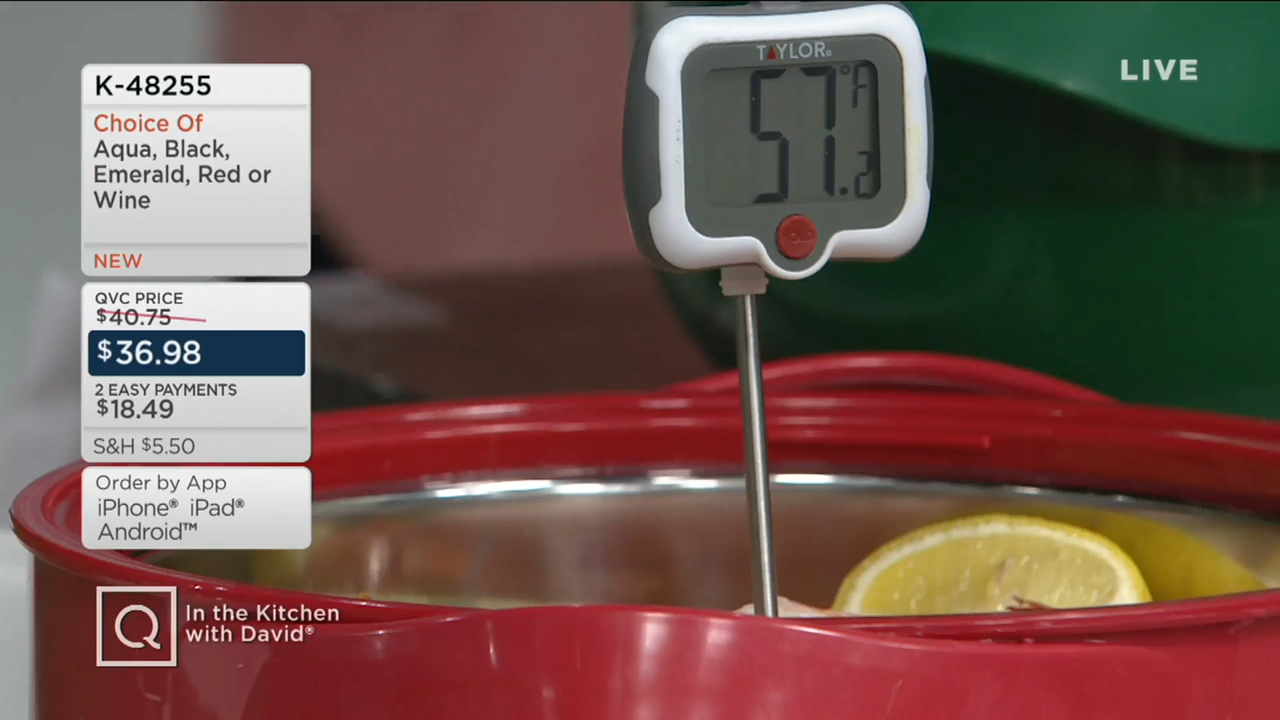 K-48255
Choice Of
Aqua, Black,
Emerald, Red or
Wine
NEW
QVC PRICE
$40.75
$36.98
2 EASY PAYMENTS
$18.49
S&H $5.50
Order by App
iPhone® iPad®
Android™
Q In the Kitchen
with David®
TAYLOR®
57.2 °F
LIVE